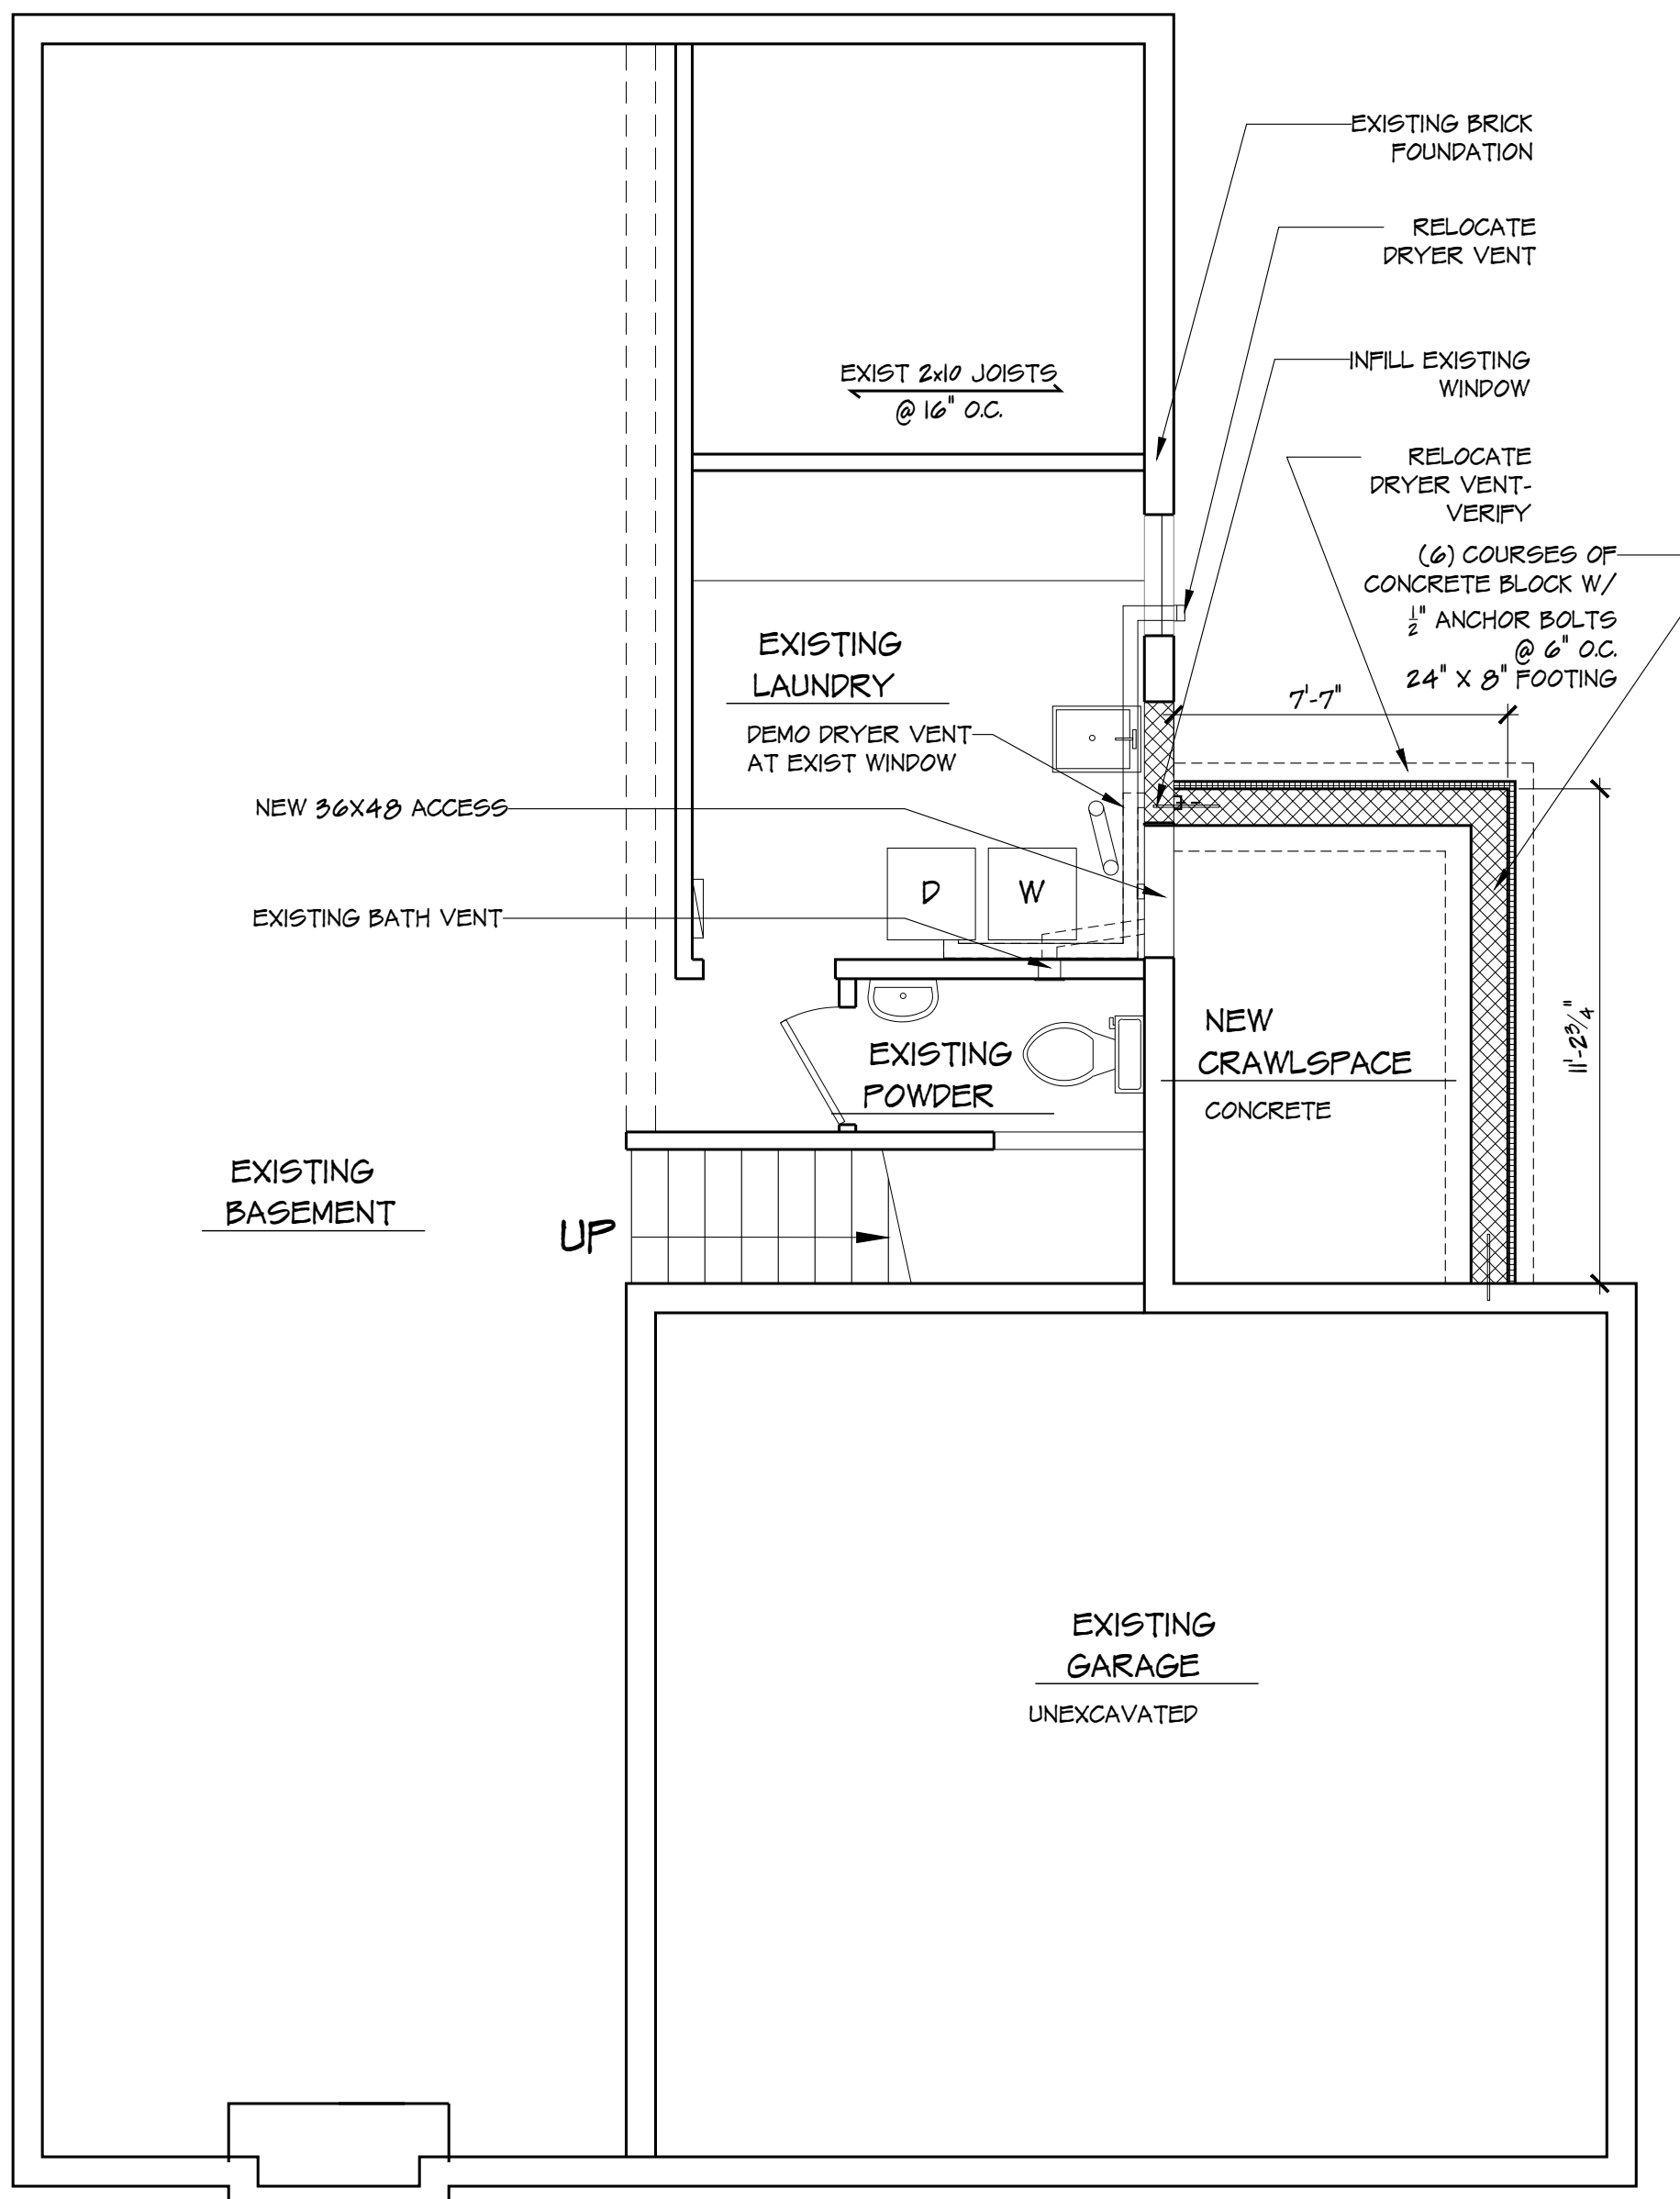 EXISTING BRICK
FOUNDATION
RELOCATE
DRYER VENT
INFILL EXISTING
WINDOW
EXIST 2x10 JOISTS
@ 16" O.C.
RELOCATE
DRYER VENT-
VERIFY
(6) COURSES OF
CONCRETE BLOCK W/
1/2" ANCHOR BOLTS
@ 6" O.C.
24" X 8" FOOTING
7'-7"
EXISTING
LAUNDRY
DEMO DRYER VENT
AT EXIST WINDOW
NEW 36X48 ACCESS
D
W
EXISTING BATH VENT
11'-2 3/4"
NEW
CRAWLSPACE
CONCRETE
EXISTING
POWDER
EXISTING
BASEMENT
UP
EXISTING
GARAGE
UNEXCAVATED